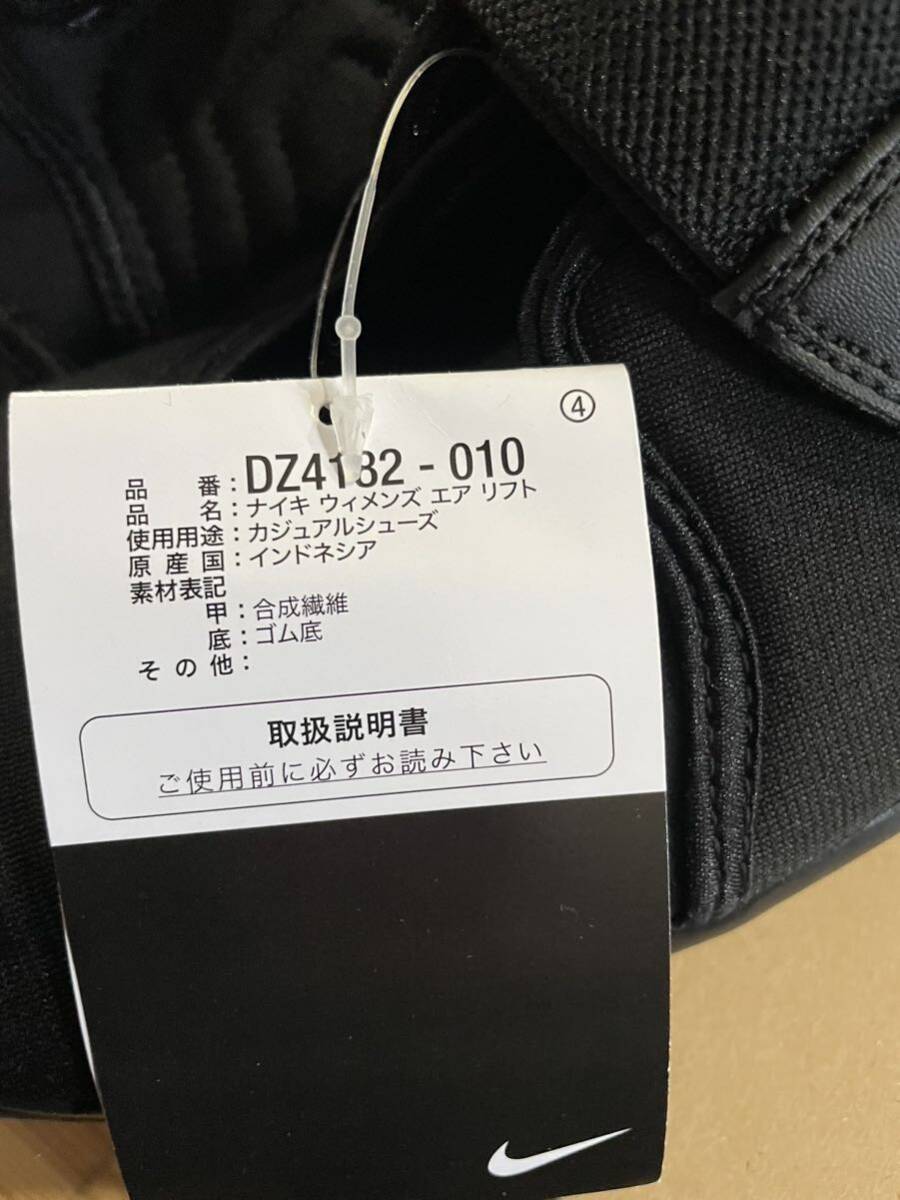 ④
品番：DZ4182-010
品名：ナイキ ウィメンズ エア リフト
使用用途：カジュアルシューズ
原産国：インドネシア
素材表記
甲：合成繊維
底：ゴム底
その他：
取扱説明書
ご使用前に必ずお読み下さい